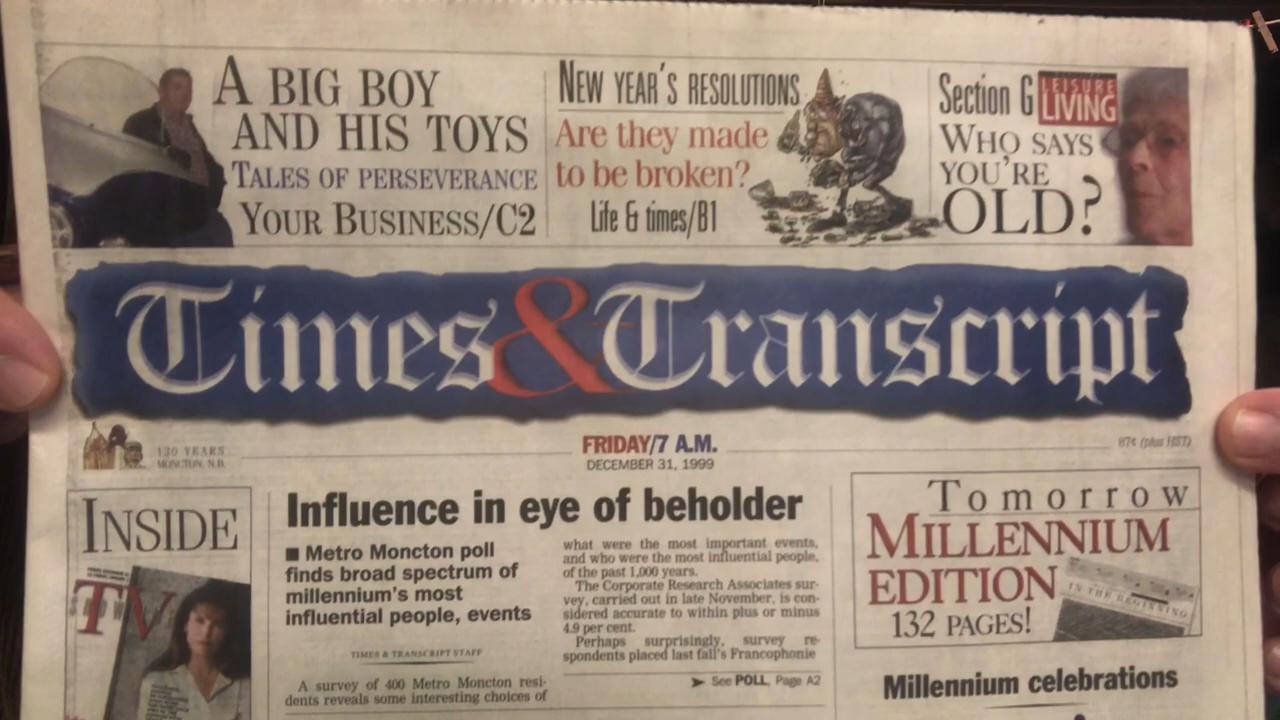 A BIG BOY
AND HIS TOYS
TALES OF PERSEVERANCE
YOUR BUSINESS/C2
NEW YEAR'S RESOLUTIONS
Are they made
to be broken?
Life & times/B1
Section G LEISURE LIVING
WHO SAYS
YOU'RE
OLD?
Times & Transcript
130 YEARS
MONCTON, N.B.
FRIDAY/7 A.M.
DECEMBER 31, 1999
87¢ (plus HST)
INSIDE
TV
Influence in eye of beholder
■ Metro Moncton poll
finds broad spectrum of
millennium's most
influential people, events
TIMES & TRANSCRIPT STAFF
A survey of 400 Metro Moncton resi-
dents reveals some interesting choices of
what were the most important events,
and who were the most influential people,
of the past 1,000 years.
The Corporate Research Associates sur-
vey, carried out in late November, is con-
sidered accurate to within plus or minus
4.9 per cent.
Perhaps surprisingly, survey re-
spondents placed last fall's Francophonie
➤ See POLL, Page A2
Tomorrow
MILLENNIUM
EDITION
132 PAGES!
IN THE BEGINNING
Millennium celebrations